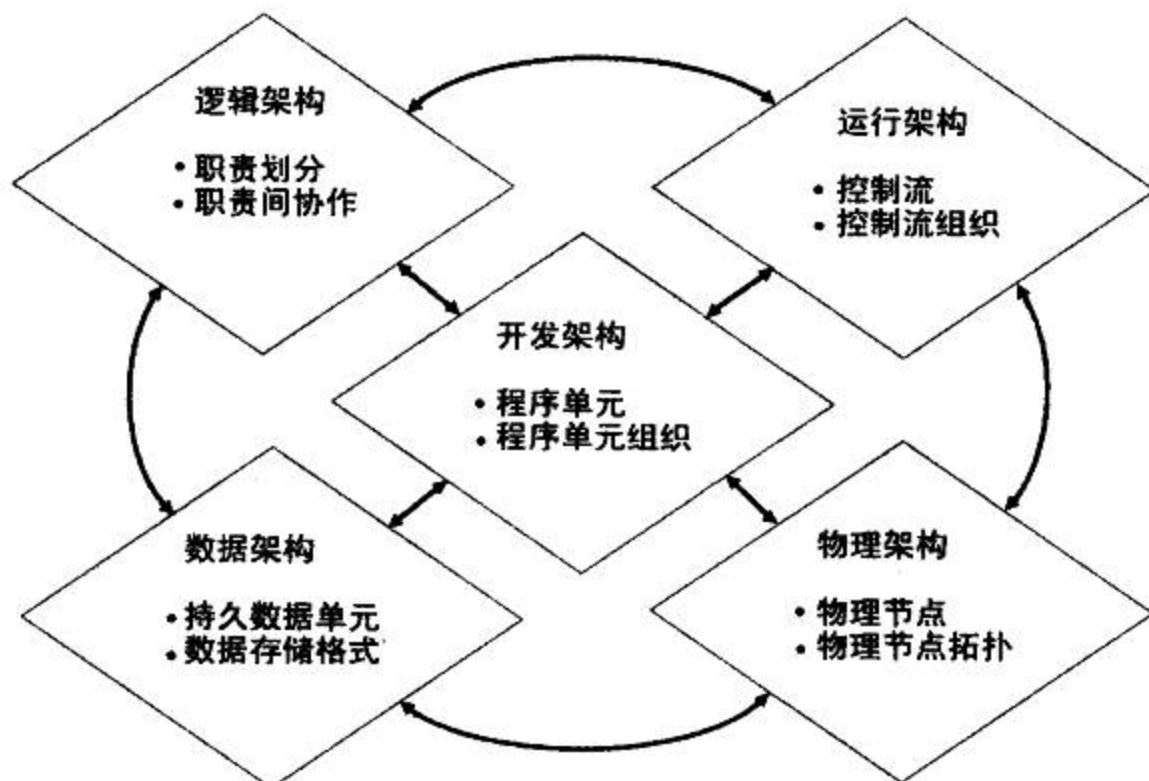 逻辑架构
• 职责划分
• 职责间协作
运行架构
• 控制流
• 控制流组织
开发架构
• 程序单元
• 程序单元组织
数据架构
• 持久数据单元
• 数据存储格式
物理架构
• 物理节点
• 物理节点拓扑